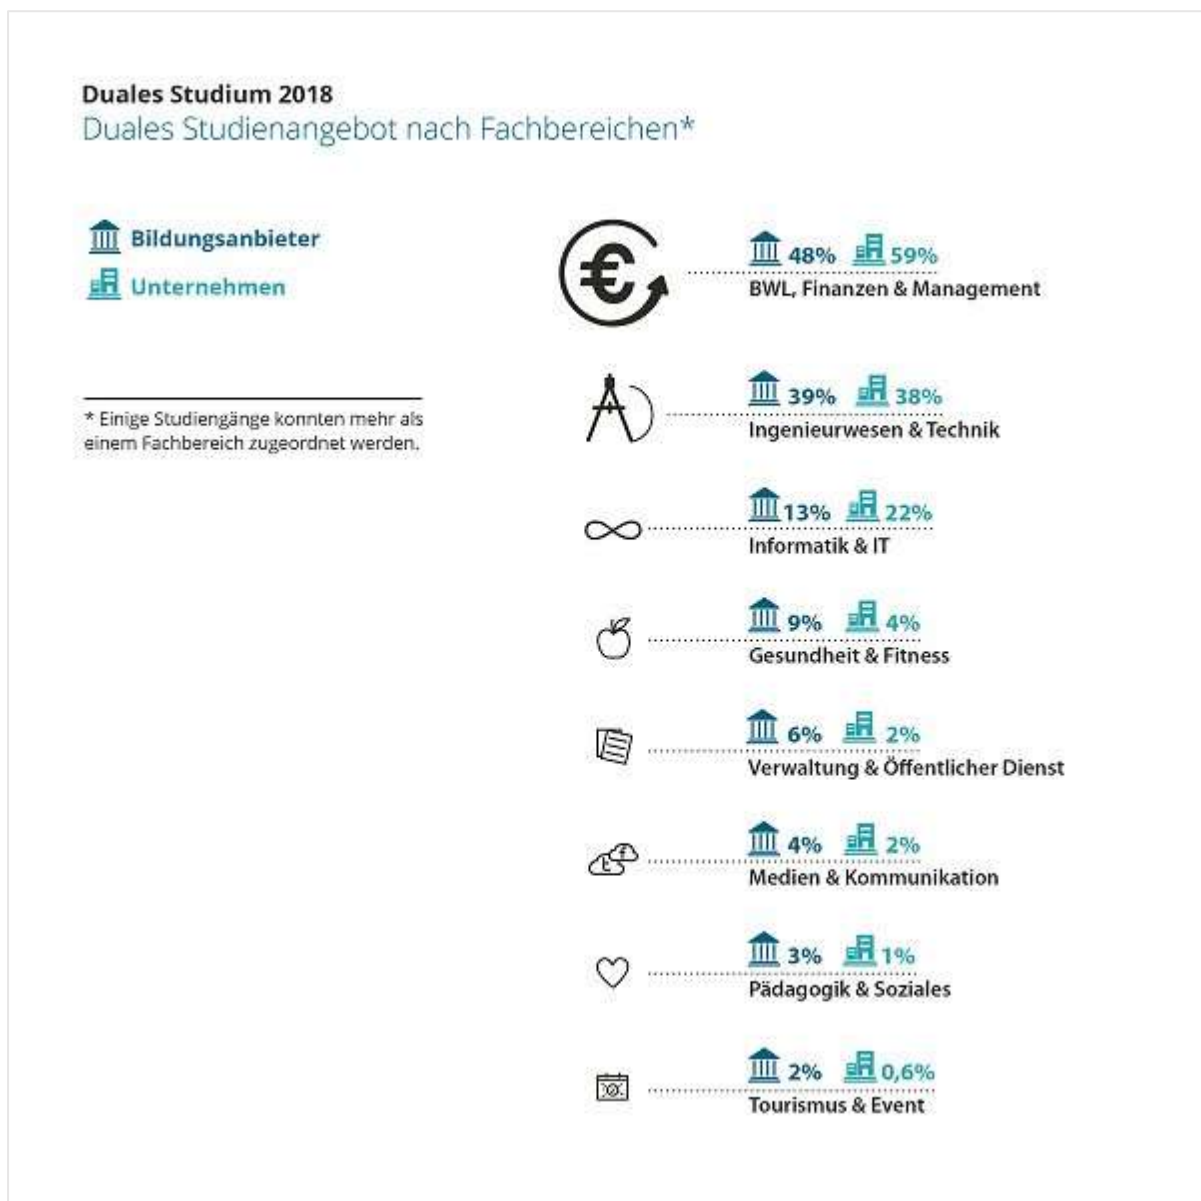 Duales Studium 2018
Duales Studienangebot nach Fachbereichen*
Bildungsanbieter
Unternehmen
* Einige Studiengänge konnten mehr als
einem Fachbereich zugeordnet werden.
48% 59%
BWL, Finanzen & Management
39% 38%
Ingenieurwesen & Technik
13% 22%
Informatik & IT
9% 4%
Gesundheit & Fitness
6% 2%
Verwaltung & Öffentlicher Dienst
4% 2%
Medien & Kommunikation
3% 1%
Pädagogik & Soziales
2% 0,6%
Tourismus & Event